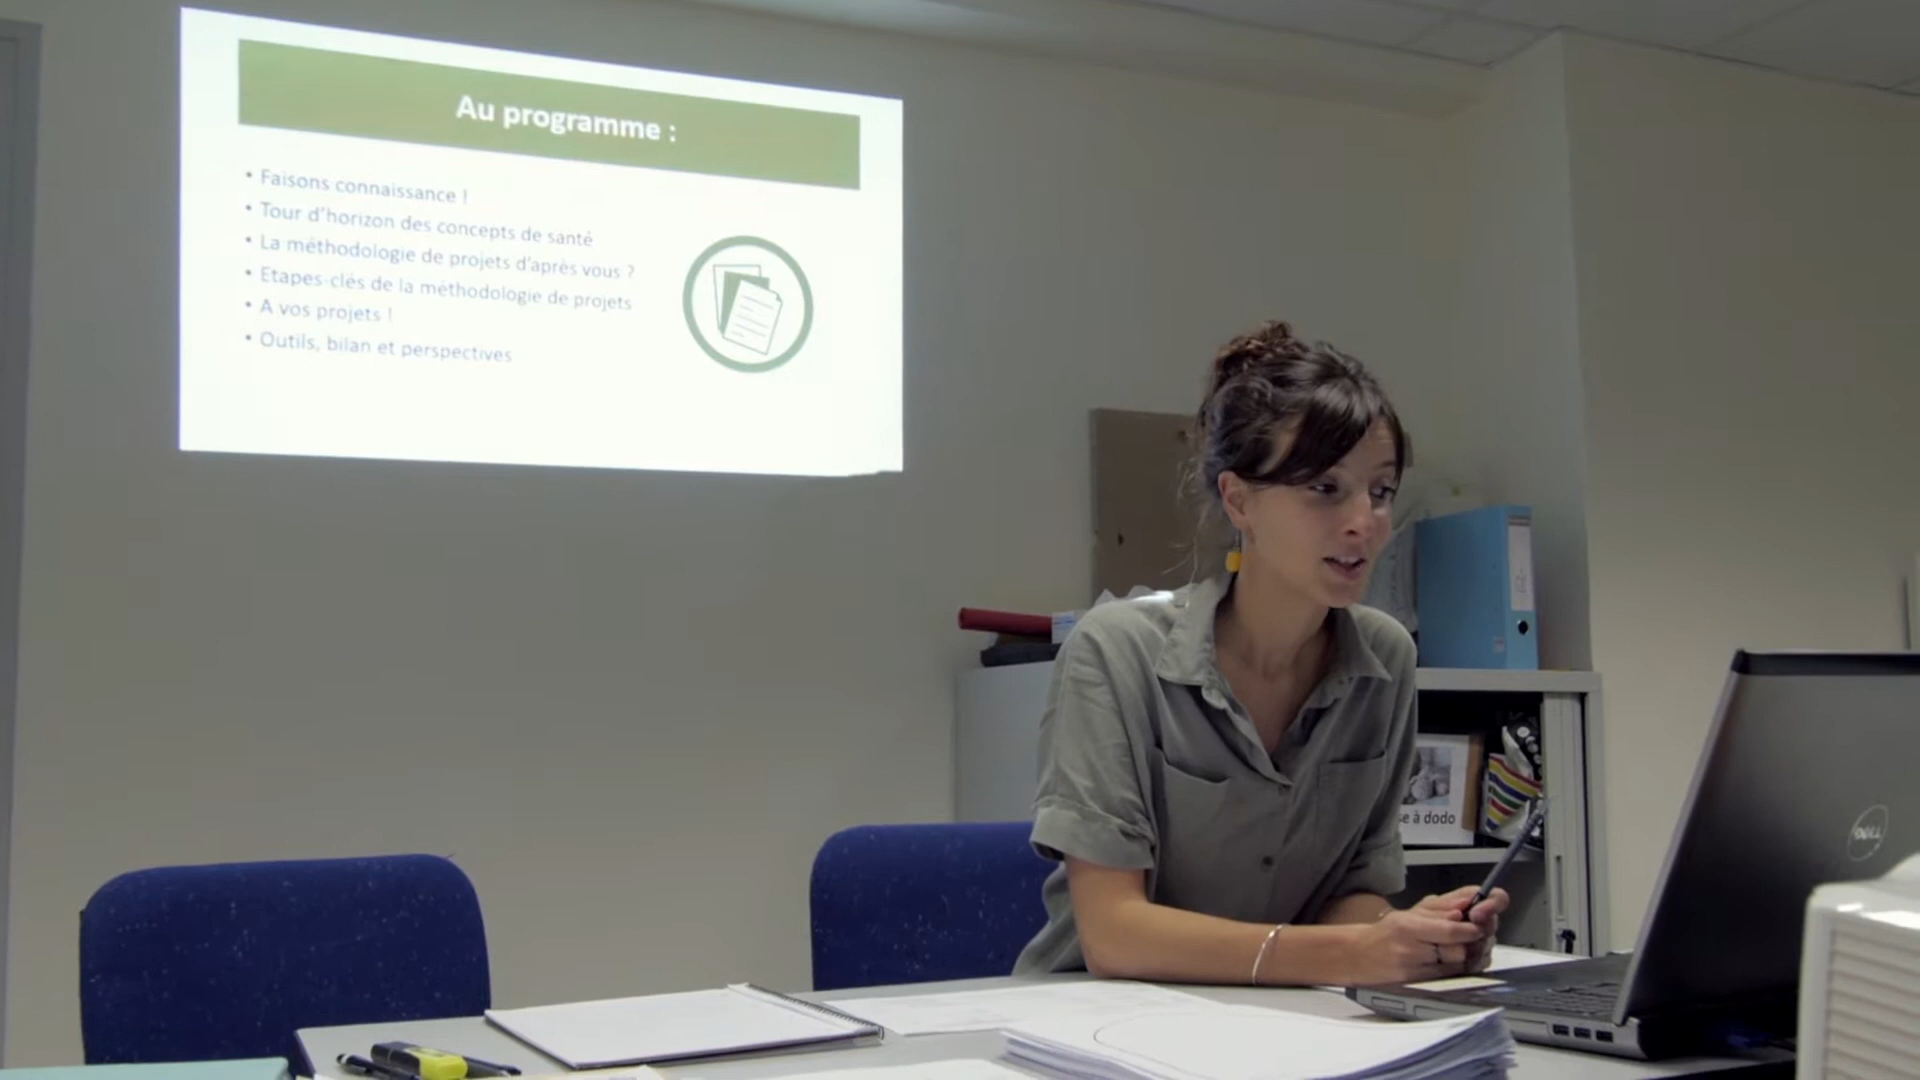 Au programme :
• Faisons connaissance !
• Tour d'horizon des concepts de santé
• La méthodologie de projets d'après vous ?
• Etapes-clés de la méthodologie de projets
• A vos projets !
• Outils, bilan et perspectives
se à dodo
DELL